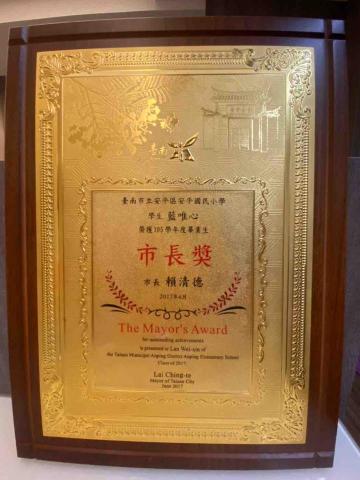 臺南
臺南市立安平區安平國民小學
學生 藍唯心
榮獲105學年度畢業生
市長獎
市長 賴清德
2017年6月
The Mayor's Award
for outstanding achievements
is presented to Lan Wei-xin of
the Tainan Municipal Anping District Anping Elementary School
Class of 2017.
Lai Ching-te
Mayor of Tainan City
June 2017